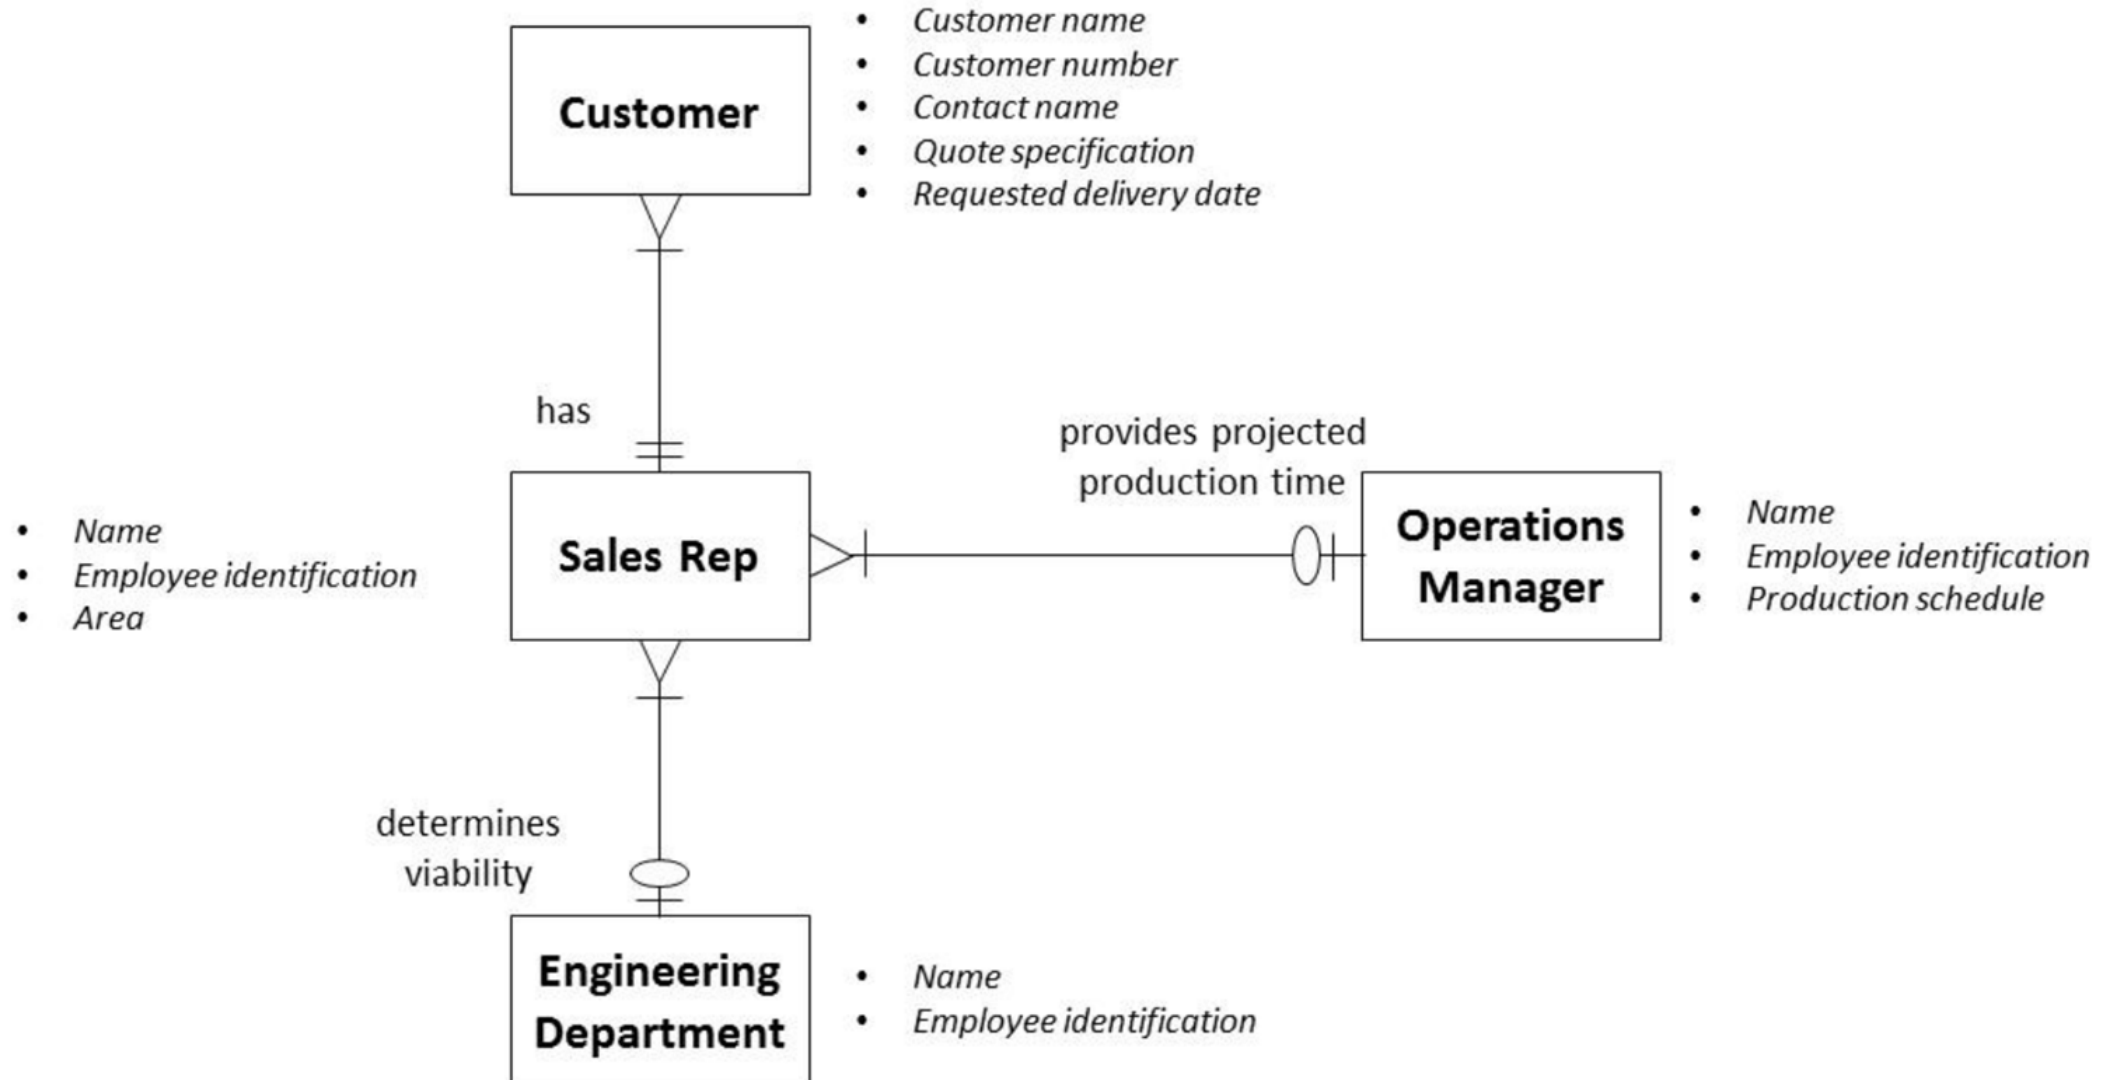 Customer
• Customer name
• Customer number
• Contact name
• Quote specification
• Requested delivery date
has
provides projected
production time
• Name
• Employee identification
• Area
Sales Rep
Operations
Manager
• Name
• Employee identification
• Production schedule
determines
viability
Engineering
Department
• Name
• Employee identification